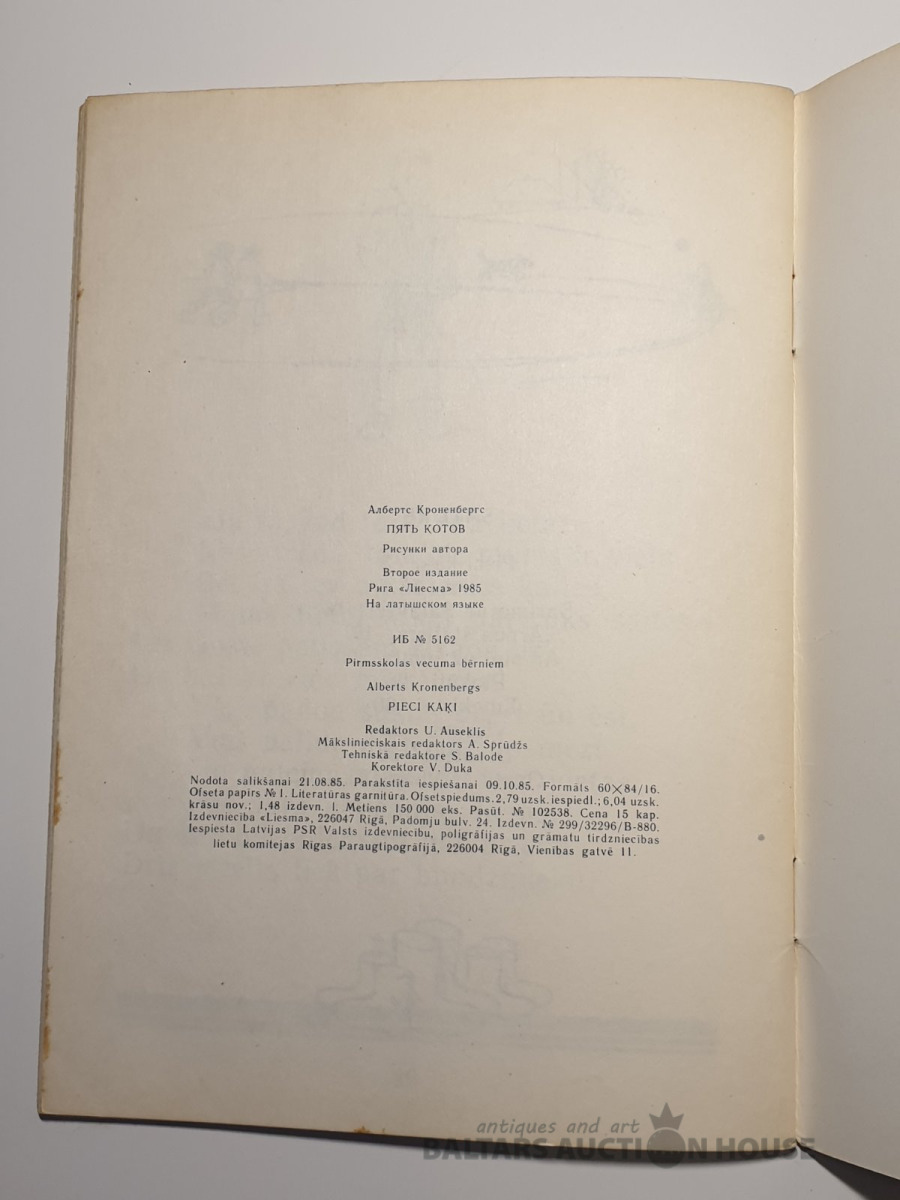 Албертс Кроненбергс
ПЯТЬ КОТОВ
Рисунки автора
Второе издание
Рига «Лиесма» 1985
На латышском языке
ИБ № 5162
Pirmsskolas vecuma bērniem
Alberts Kronenbergs
PIECI KAĶI
Redaktors U. Auseklis
Mākslinieciskais redaktors A. Sprūdžs
Tehniskā redaktore S. Balode
Korektore V. Duka
Nodota salikšanai 21.08.85. Parakstīta iespiešanai 09.10.85. Formāts 60×84/16.
Ofseta papīrs № 1. Literatūras garnitūra. Ofsetspiedums. 2,79 uzsk. iespiedl.; 6,04 uzsk.
krāsu nov.; 1,48 izdevn. l. Metiens 150 000 eks. Pasūt. № 102538. Cena 15 kap.
Izdevniecība «Liesma», 226047 Rīgā, Padomju bulv. 24. Izdevn. № 299/32296/B-880.
Iespiesta Latvijas PSR Valsts izdevniecību, poligrāfijas un grāmatu tirdzniecības
lietu komitejas Rīgas Paraugtipogrāfijā, 226004 Rīgā, Vienības gatvē 11.
antiques and art
BALTARS AUCTION HOUSE